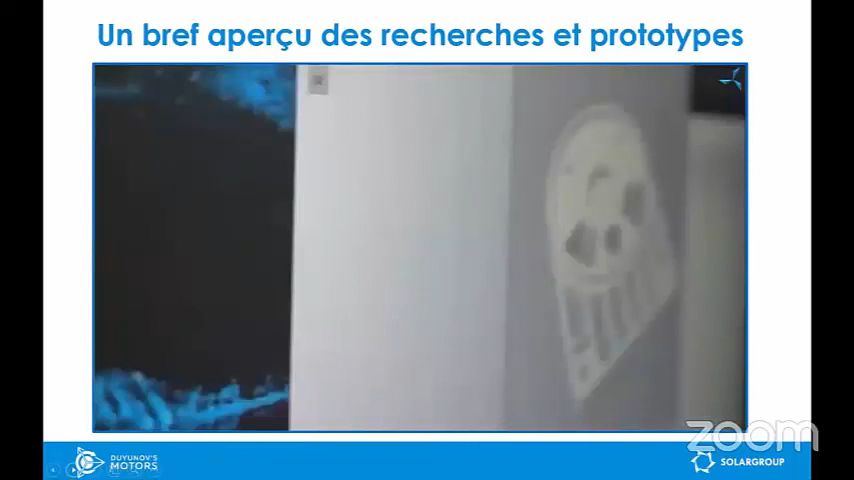 Un bref aperçu des recherches et prototypes
zoom
DUYUNOV'S
MOTORS
SOLARGROUP